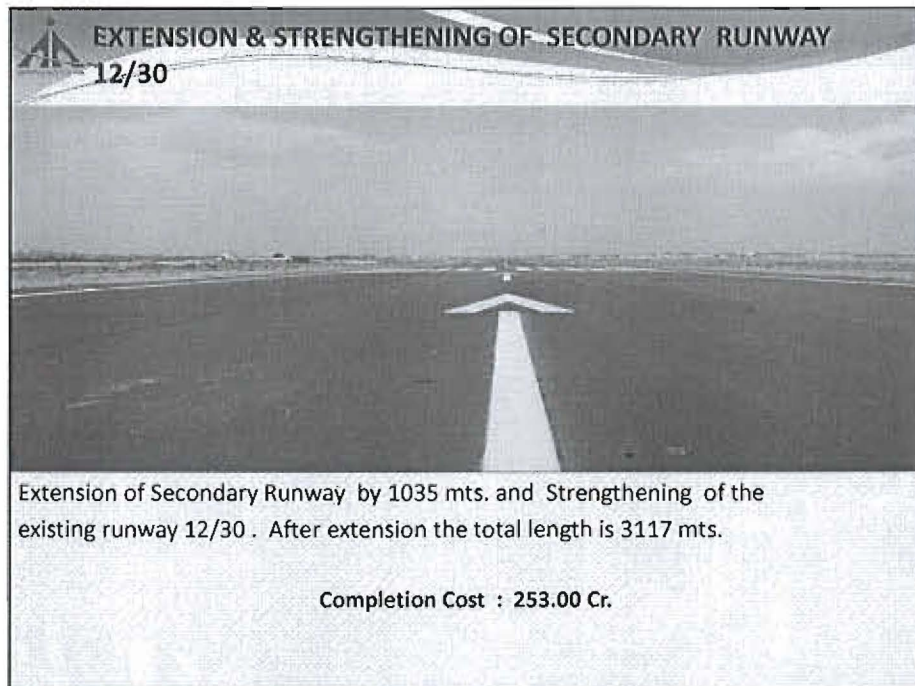 EXTENSION & STRENGTHENING OF SECONDARY RUNWAY
12/30
Extension of Secondary Runway by 1035 mts. and Strengthening of the
existing runway 12/30 . After extension the total length is 3117 mts.
Completion Cost : 253.00 Cr.